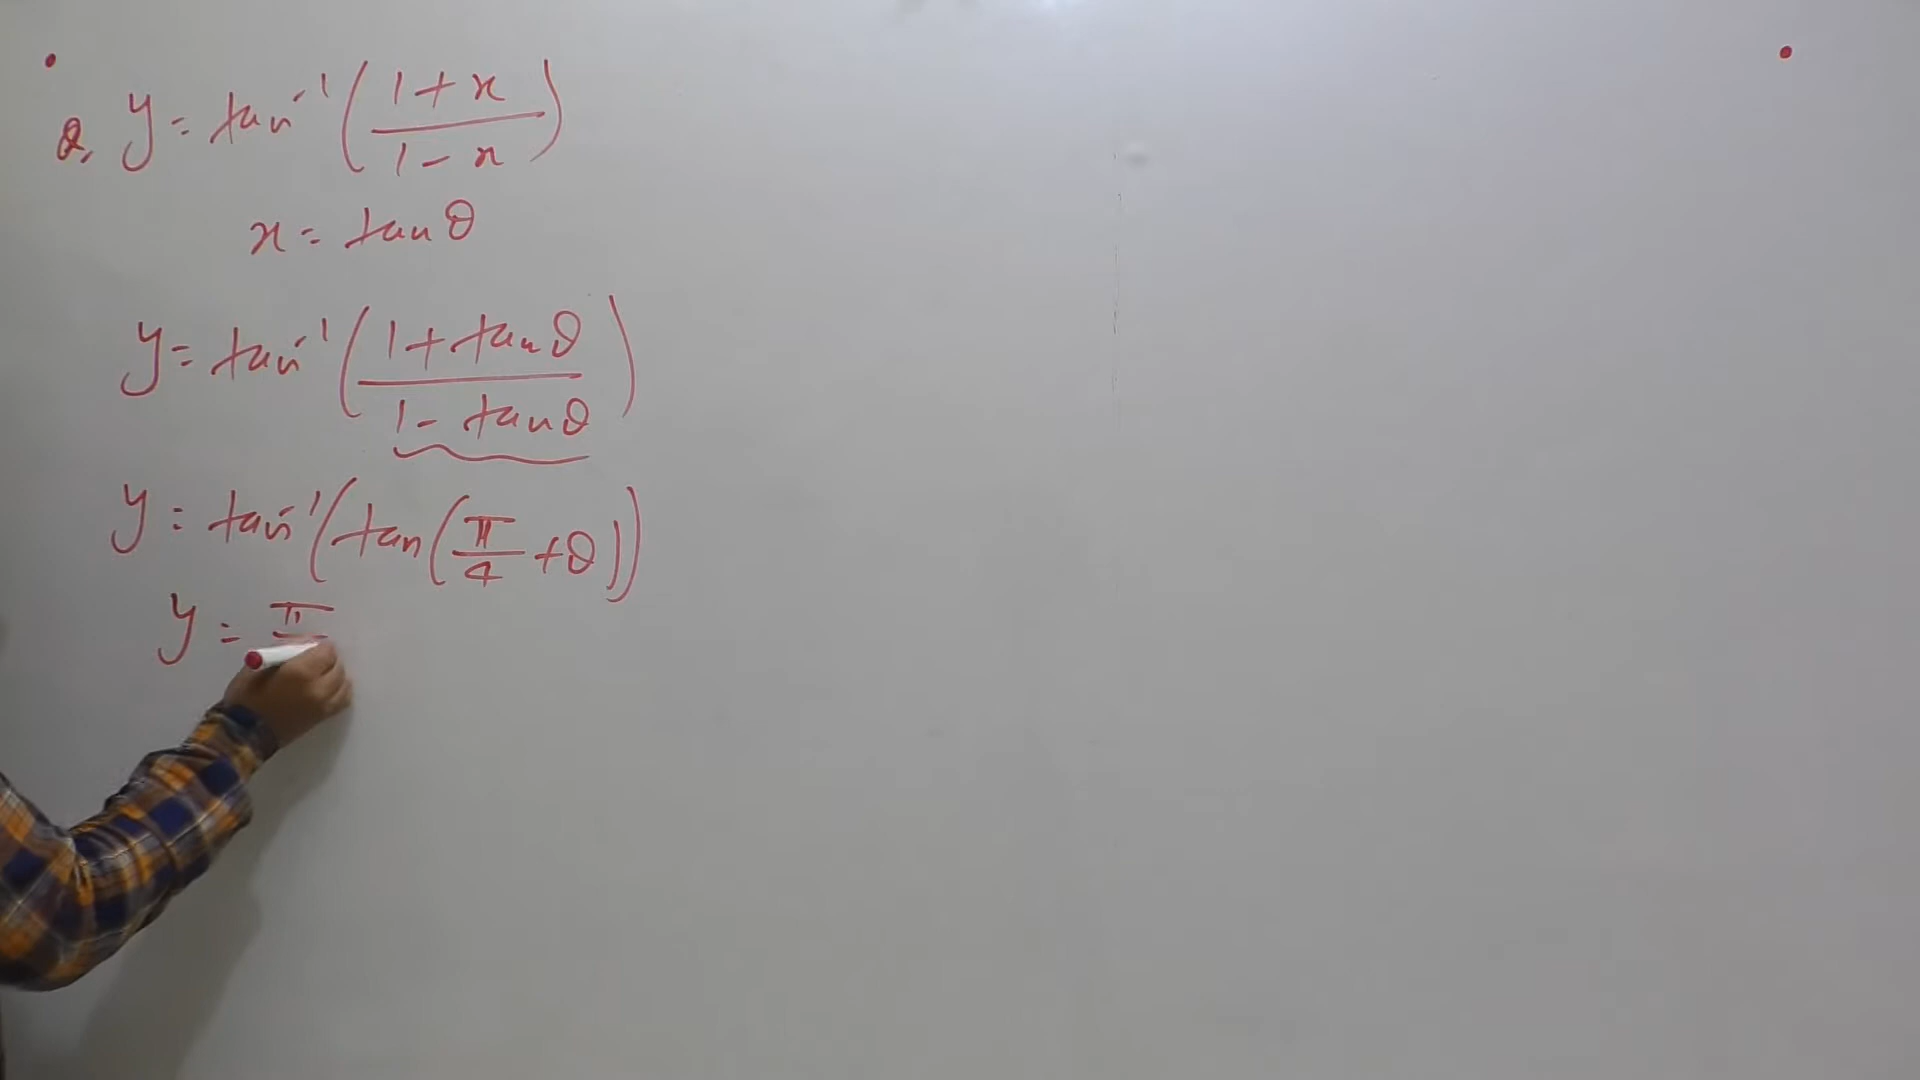 Q. y = tan⁻¹ ( (1 + x) / (1 - x) )
x = tan θ
y = tan⁻¹ ( (1 + tan θ) / (1 - tan θ) )
y = tan⁻¹ ( tan ( π/4 + θ ) )
y = π